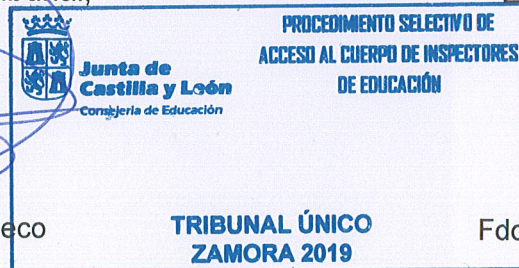 PROCEDIMIENTO SELECTIVO DE
ACCESO AL CUERPO DE INSPECTORES
DE EDUCACIÓN
Junta de
Castilla y León
Consejería de Educación
eco
TRIBUNAL ÚNICO
ZAMORA 2019
Fdo